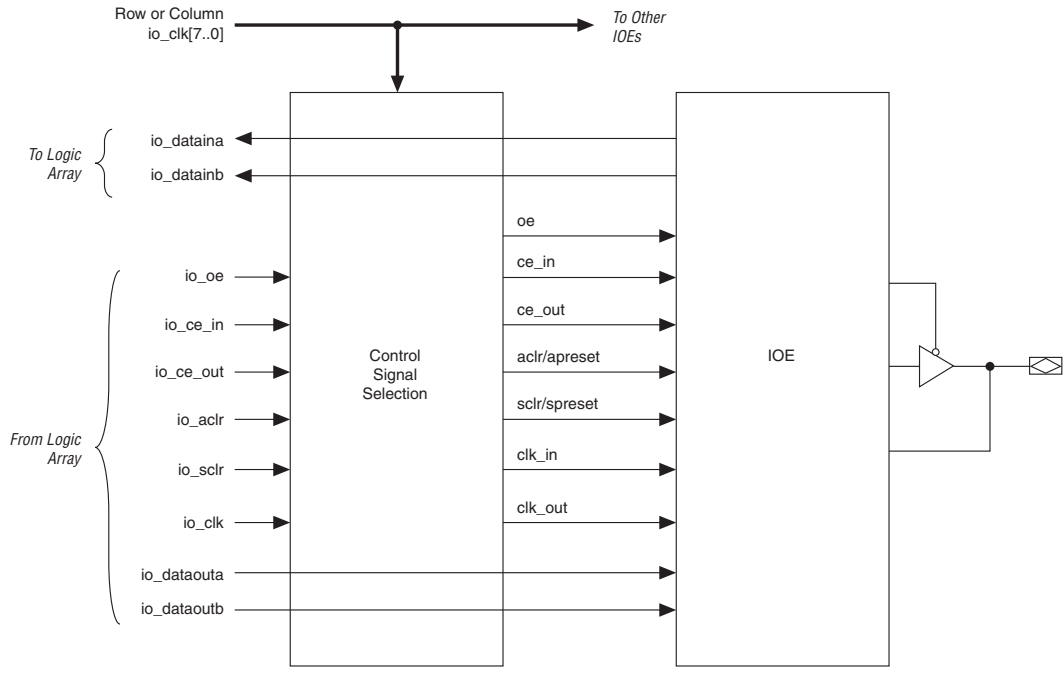 Row or Column
io_clk[7..0]
To Other
IOEs
To Logic
Array
io_dataina
io_datainb
oe
ce_in
ce_out
aclr/apreset
sclr/spreset
clk_in
clk_out
From Logic
Array
io_oe
io_ce_in
io_ce_out
io_aclr
io_sclr
io_clk
io_dataouta
io_dataoutb
Control
Signal
Selection
IOE